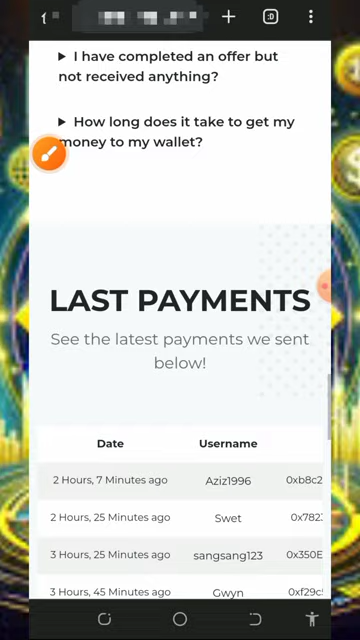 :D
▶ I have completed an offer but
not received anything?
▶ How long does it take to get my
money to my wallet?
LAST PAYMENTS
See the latest payments we sent
below!
Date Username
2 Hours, 7 Minutes ago Aziz1996 0xb8c2
2 Hours, 25 Minutes ago Swet 0x782
3 Hours, 25 Minutes ago sangsang123 0x350E
3 Hours, 45 Minutes ago Gwyn 0xf29c